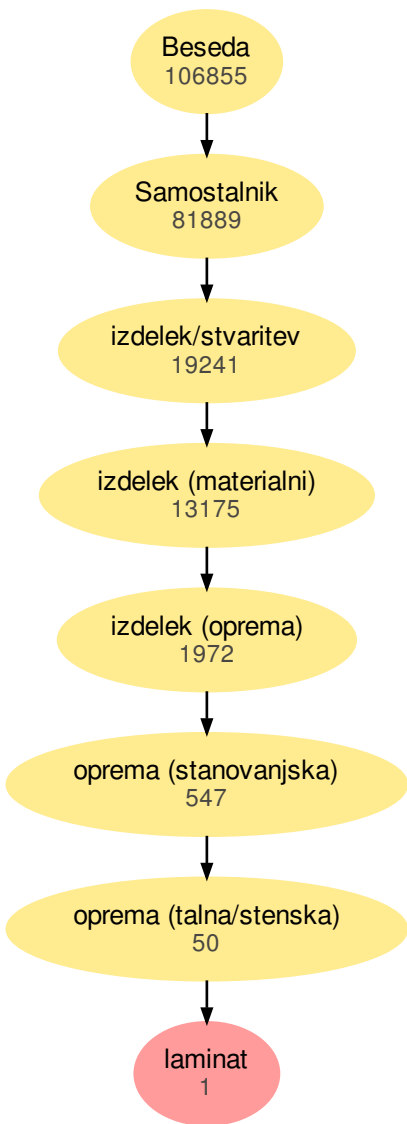 Beseda
106855
Samostalnik
81889
izdelek/stvaritev
19241
izdelek (materialni)
13175
izdelek (oprema)
1972
oprema (stanovanjska)
547
oprema (talna/stenska)
50
laminat
1